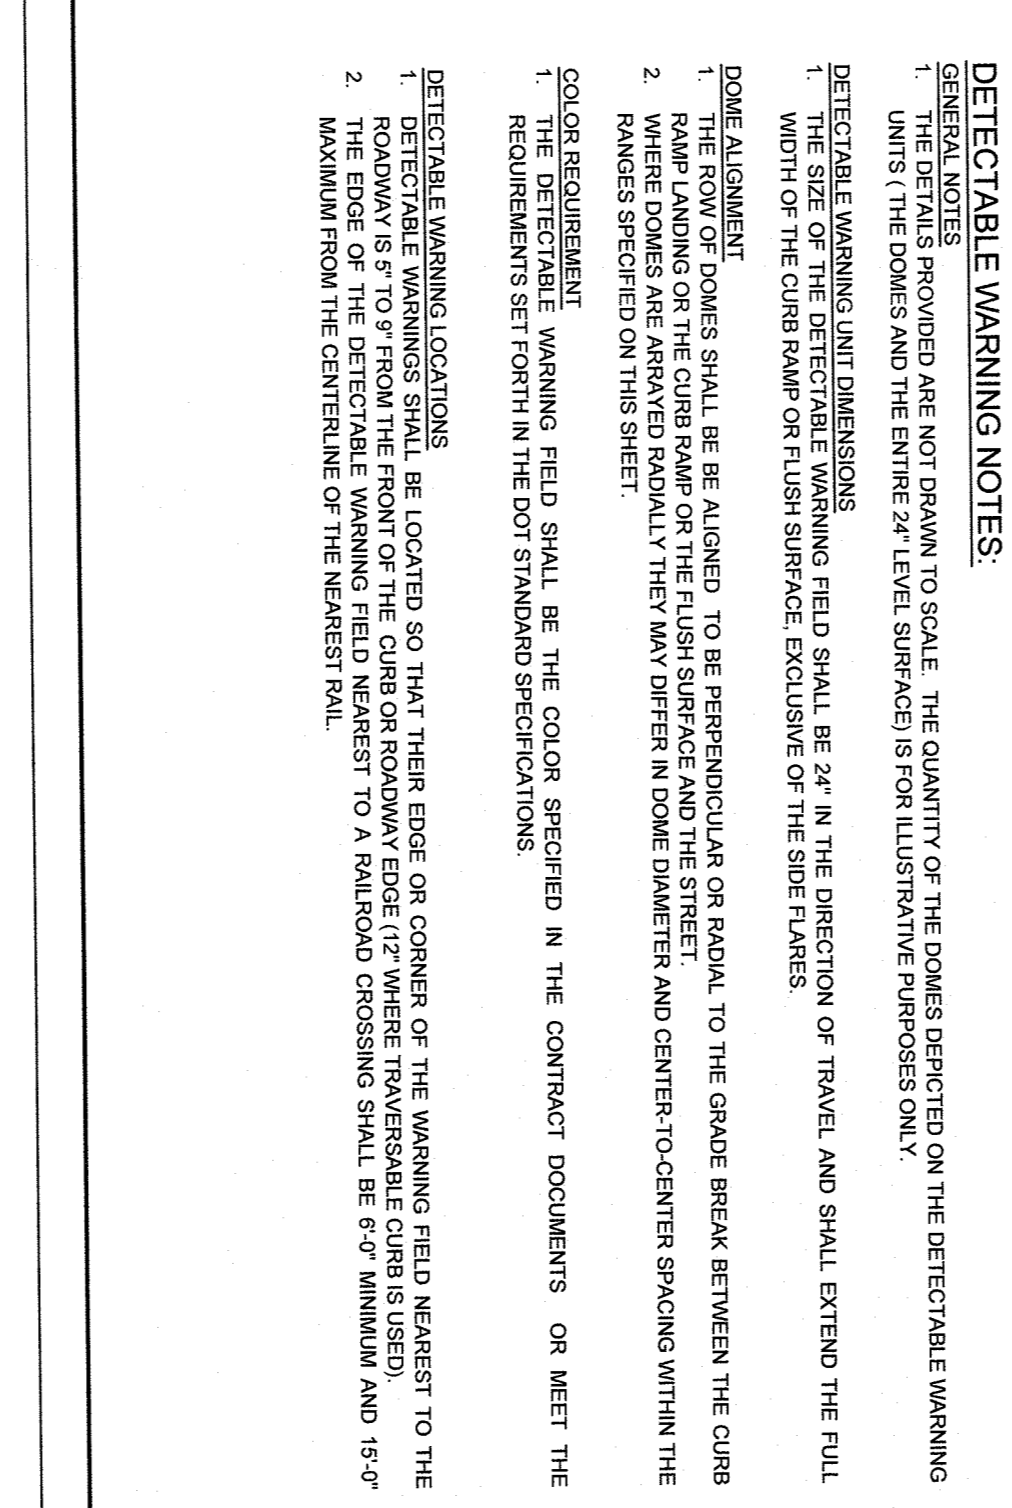 DETECTABLE WARNING NOTES:
GENERAL NOTES
1. THE DETAILS PROVIDED ARE NOT DRAWN TO SCALE. THE QUANTITY OF THE DOMES DEPICTED ON THE DETECTABLE WARNING
UNITS ( THE DOMES AND THE ENTIRE 24" LEVEL SURFACE) IS FOR ILLUSTRATIVE PURPOSES ONLY.
DETECTABLE WARNING UNIT DIMENSIONS
1. THE SIZE OF THE DETECTABLE WARNING FIELD SHALL BE 24" IN THE DIRECTION OF TRAVEL AND SHALL EXTEND THE FULL
WIDTH OF THE CURB RAMP OR FLUSH SURFACE, EXCLUSIVE OF THE SIDE FLARES.
DOME ALIGNMENT
1. THE ROW OF DOMES SHALL BE BE ALIGNED TO BE PERPENDICULAR OR RADIAL TO THE GRADE BREAK BETWEEN THE CURB
RAMP LANDING OR THE CURB RAMP OR THE FLUSH SURFACE AND THE STREET.
2. WHERE DOMES ARE ARRAYED RADIALLY THEY MAY DIFFER IN DOME DIAMETER AND CENTER-TO-CENTER SPACING WITHIN THE
RANGES SPECIFIED ON THIS SHEET.
COLOR REQUIREMENT
1. THE DETECTABLE WARNING FIELD SHALL BE THE COLOR SPECIFIED IN THE CONTRACT DOCUMENTS OR MEET THE
REQUIREMENTS SET FORTH IN THE DOT STANDARD SPECIFICATIONS.
DETECTABLE WARNING LOCATIONS
1. DETECTABLE WARNINGS SHALL BE LOCATED SO THAT THEIR EDGE OR CORNER OF THE WARNING FIELD NEAREST TO THE
ROADWAY IS 5" TO 9" FROM THE FRONT OF THE CURB OR ROADWAY EDGE (12" WHERE TRAVERSABLE CURB IS USED).
2. THE EDGE OF THE DETECTABLE WARNING FIELD NEAREST TO A RAILROAD CROSSING SHALL BE 6'-0" MINIMUM AND 15'-0"
MAXIMUM FROM THE CENTERLINE OF THE NEAREST RAIL.